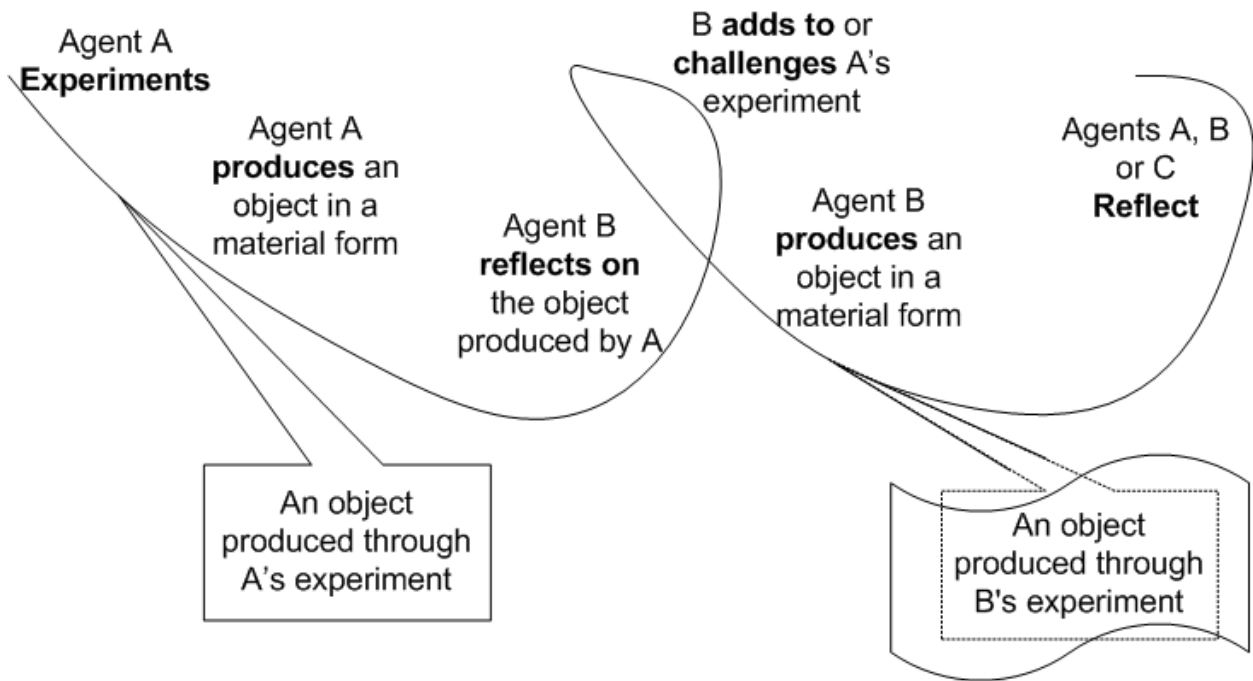 Agent A
Experiments
Agent A
produces an
object in a
material form
Agent B
reflects on
the object
produced by A
B adds to or
challenges A's
experiment
Agent B
produces an
object in a
material form
Agents A, B
or C
Reflect
An object
produced through
A’s experiment
An object
produced through
B's experiment